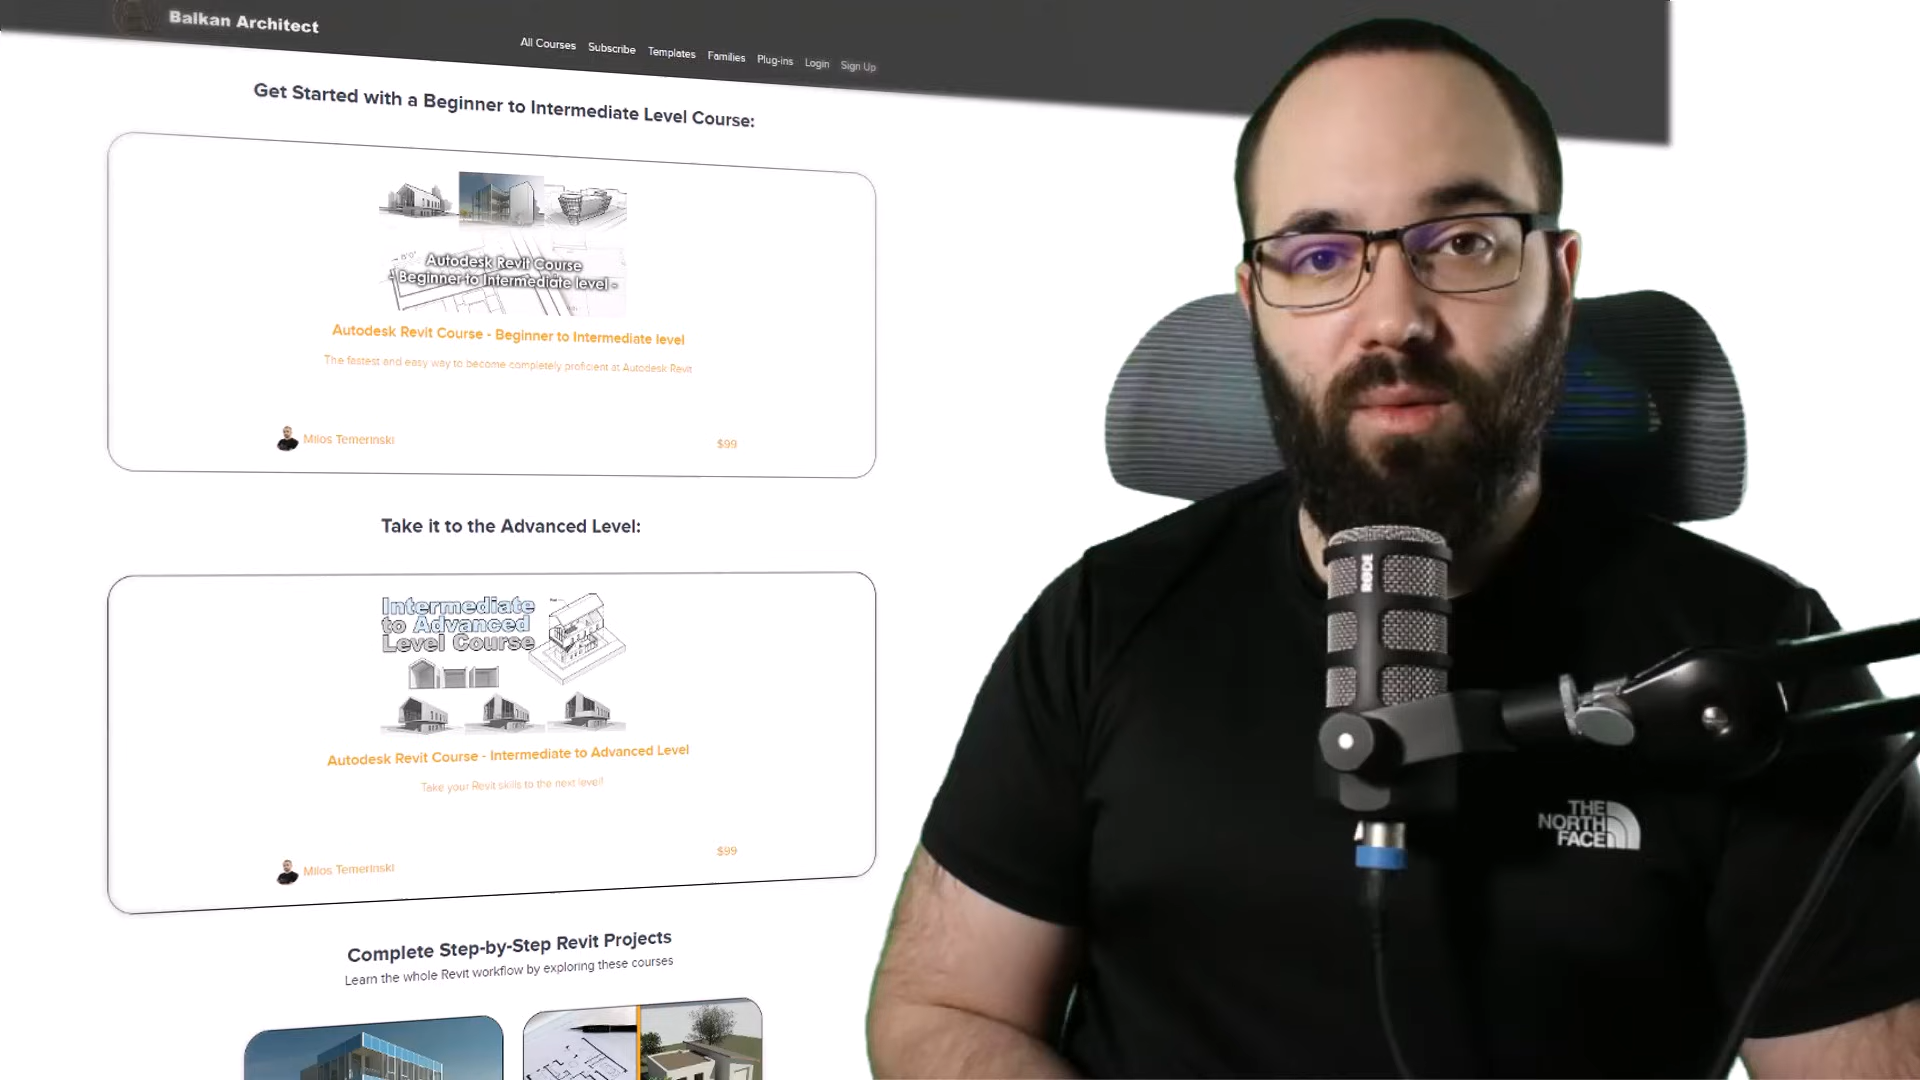 Balkan Architect
All Courses Subscribe Templates Families Plug-ins Login Sign Up
Get Started with a Beginner to Intermediate Level Course:
Autodesk Revit Course
- Beginner to Intermediate level -
Autodesk Revit Course - Beginner to Intermediate level
The fastest and easy way to become completely proficient at Autodesk Revit
Milos Temerinski
$99
Take it to the Advanced Level:
Intermediate
to Advanced
Level Course
Autodesk Revit Course - Intermediate to Advanced Level
Take your Revit skills to the next level!
Milos Temerinski
$99
Complete Step-by-Step Revit Projects
Learn the whole Revit workflow by exploring these courses
RØDE
THE
NORTH
FACE